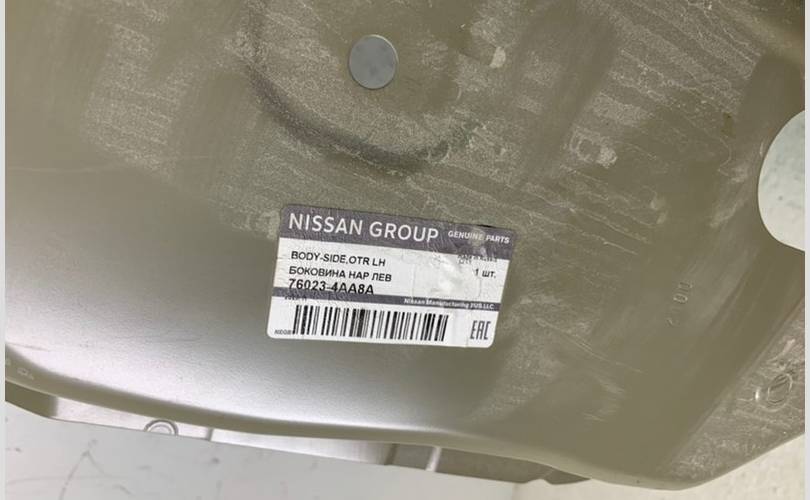 NISSAN GROUP GENUINE PARTS
BODY-SIDE,OTR LH
БОКОВИНА НАР ЛЕВ 1 шт.
76023-4AA8A
Nissan Manufacturing RUS LLC.
EAC